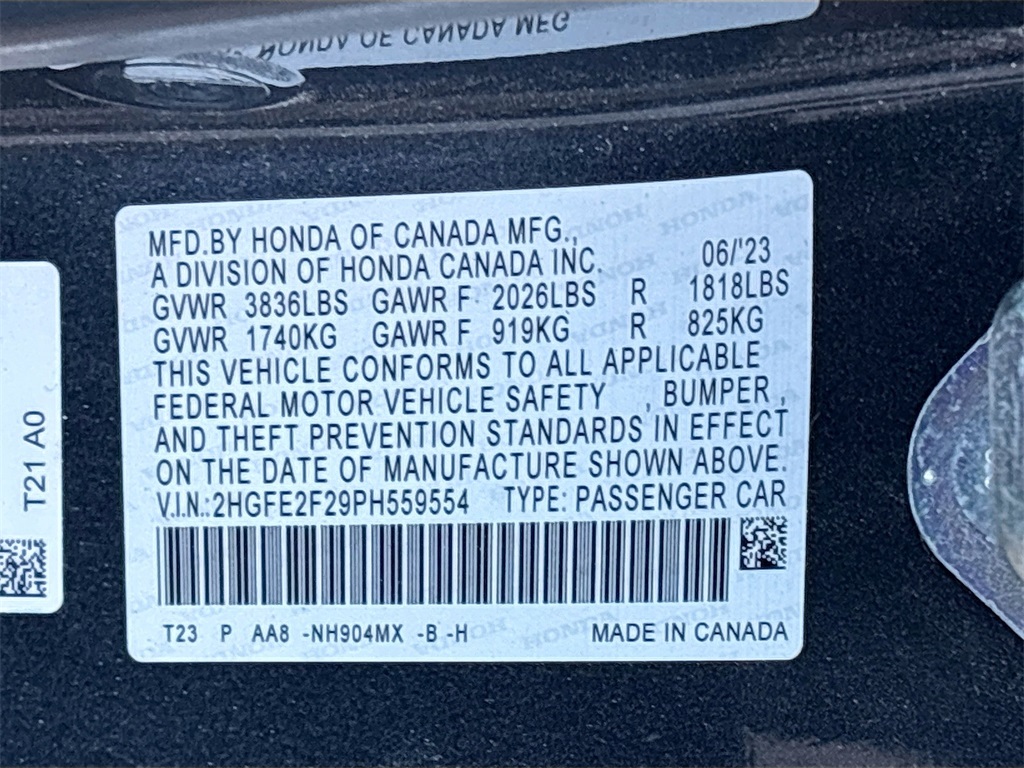 HONDA OF CANADA MFG
MFD.BY HONDA OF CANADA MFG.,
A DIVISION OF HONDA CANADA INC. 06/'23
GVWR 3836LBS GAWR F 2026LBS R 1818LBS
GVWR 1740KG GAWR F 919KG R 825KG
THIS VEHICLE CONFORMS TO ALL APPLICABLE
FEDERAL MOTOR VEHICLE SAFETY , BUMPER ,
AND THEFT PREVENTION STANDARDS IN EFFECT
ON THE DATE OF MANUFACTURE SHOWN ABOVE.
V.I.N.:2HGFE2F29PH559554 TYPE: PASSENGER CAR
T23 P AA8 -NH904MX -B -H MADE IN CANADA
T21 A0